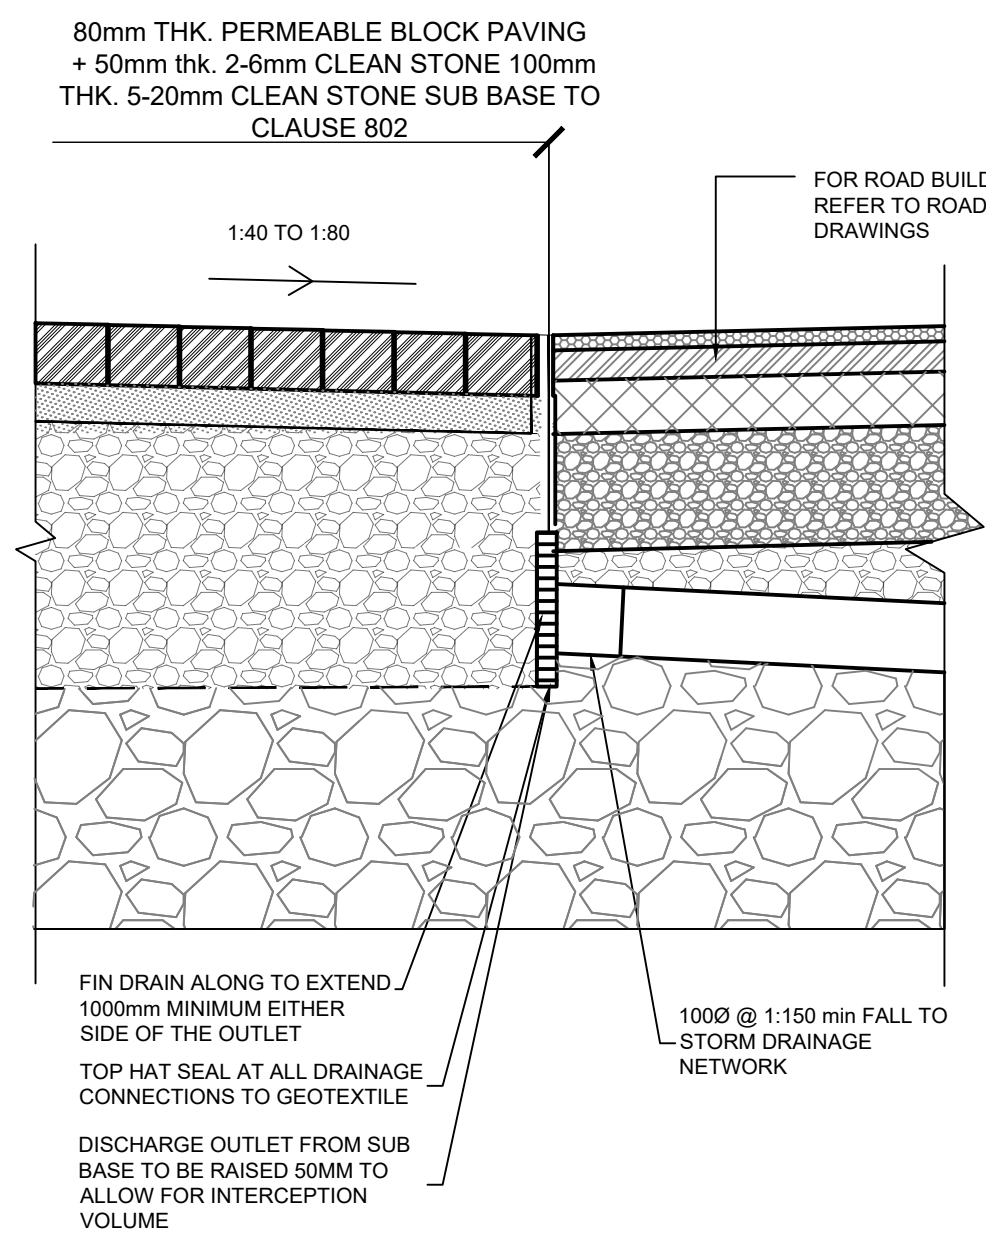 80mm THK. PERMEABLE BLOCK PAVING
+ 50mm thk. 2-6mm CLEAN STONE 100mm
THK. 5-20mm CLEAN STONE SUB BASE TO
CLAUSE 802
FOR ROAD BUILD
REFER TO ROAD
DRAWINGS
1:40 TO 1:80
FIN DRAIN ALONG TO EXTEND
1000mm MINIMUM EITHER
SIDE OF THE OUTLET
TOP HAT SEAL AT ALL DRAINAGE
CONNECTIONS TO GEOTEXTILE
DISCHARGE OUTLET FROM SUB
BASE TO BE RAISED 50MM TO
ALLOW FOR INTERCEPTION
VOLUME
100Ø @ 1:150 min FALL TO
STORM DRAINAGE
NETWORK